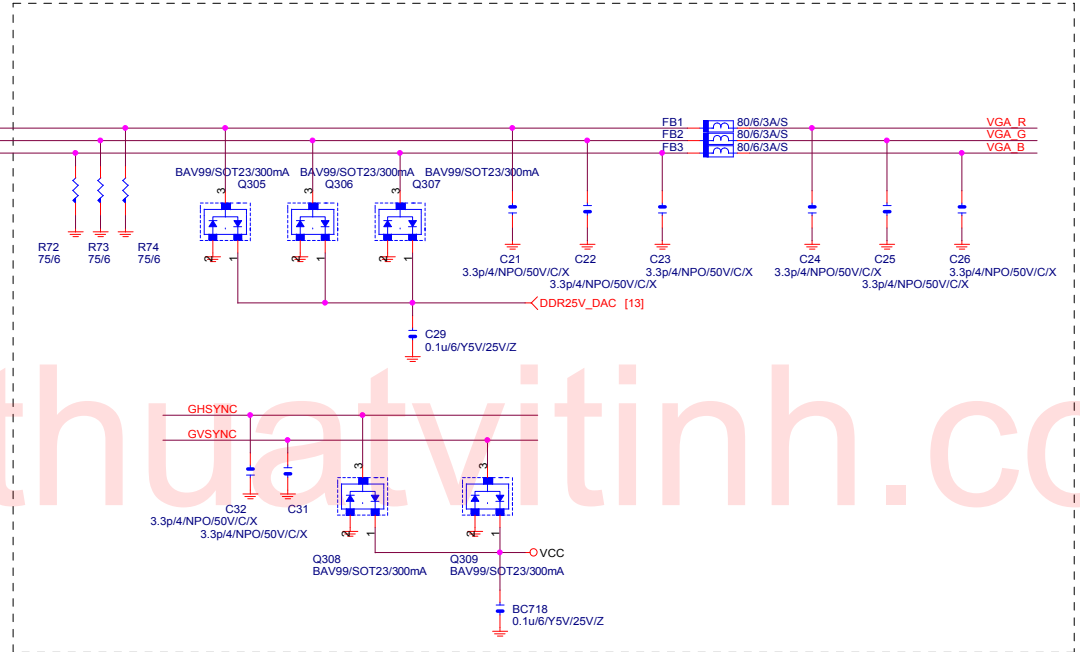 FB1 80/6/3A/S VGA_R
FB2 80/6/3A/S VGA_G
FB3 80/6/3A/S VGA_B
BAV99/SOT23/300mA BAV99/SOT23/300mA BAV99/SOT23/300mA
Q305 Q306 Q307
3 3 3
R72 R73 R74
75/6 75/6 75/6
2 1 2 1 2 1
C21 C22 C23 C24 C25 C26
3.3p/4/NPO/50V/C/X 3.3p/4/NPO/50V/C/X 3.3p/4/NPO/50V/C/X 3.3p/4/NPO/50V/C/X
3.3p/4/NPO/50V/C/X 3.3p/4/NPO/50V/C/X
DDR25V_DAC [13]
C29
0.1u/6/Y5V/25V/Z
thuatvitinh.co
GHSYNC
GVSYNC
3 3
C32 C31
3.3p/4/NPO/50V/C/X
3.3p/4/NPO/50V/C/X
2 1 2 1
VCC
Q308 Q309
BAV99/SOT23/300mA BAV99/SOT23/300mA
BC718
0.1u/6/Y5V/25V/Z